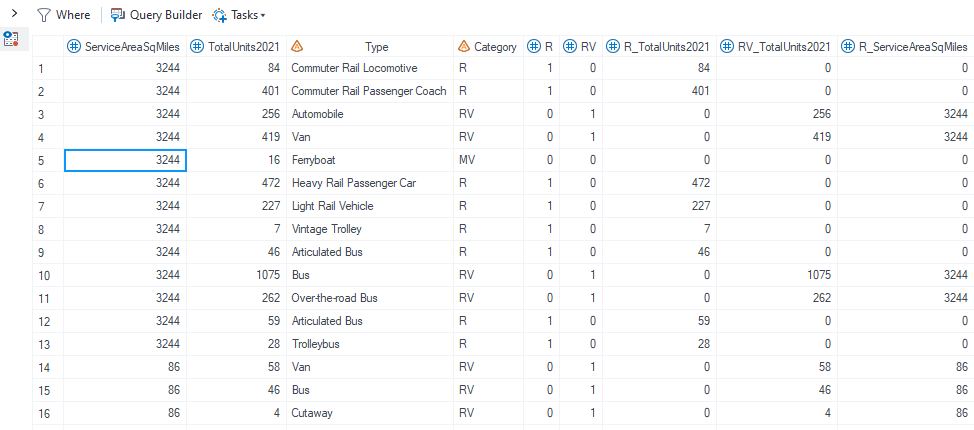 Where Query Builder Tasks
ServiceAreaSqMiles TotalUnits2021 Type Category R RV R_TotalUnits2021 RV_TotalUnits2021 R_ServiceAreaSqMiles
1 3244 84 Commuter Rail Locomotive R 1 0 84 0 0
2 3244 401 Commuter Rail Passenger Coach R 1 0 401 0 0
3 3244 256 Automobile RV 0 1 0 256 3244
4 3244 419 Van RV 0 1 0 419 3244
5 3244 16 Ferryboat MV 0 0 0 0 0
6 3244 472 Heavy Rail Passenger Car R 1 0 472 0 0
7 3244 227 Light Rail Vehicle R 1 0 227 0 0
8 3244 7 Vintage Trolley R 1 0 7 0 0
9 3244 46 Articulated Bus R 1 0 46 0 0
10 3244 1075 Bus RV 0 1 0 1075 3244
11 3244 262 Over-the-road Bus RV 0 1 0 262 3244
12 3244 59 Articulated Bus R 1 0 59 0 0
13 3244 28 Trolleybus R 1 0 28 0 0
14 86 58 Van RV 0 1 0 58 86
15 86 46 Bus RV 0 1 0 46 86
16 86 4 Cutaway RV 0 1 0 4 86